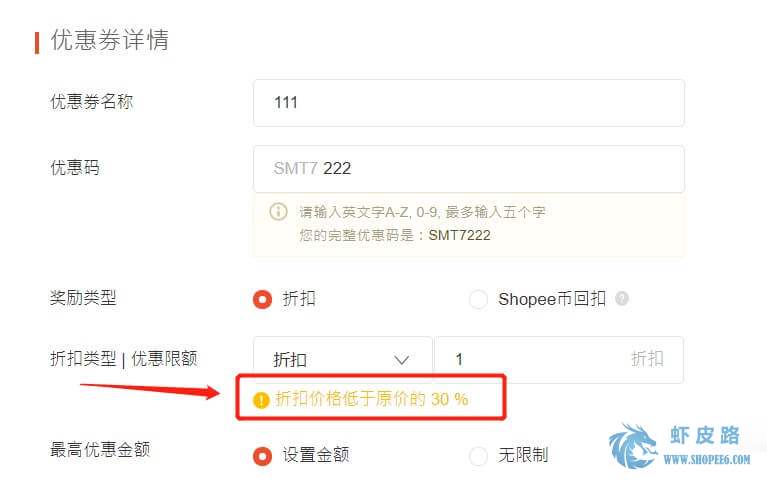 优惠券详情
优惠券名称 111
优惠码 SMT7 222
请输入英文字A-Z, 0-9, 最多输入五个字
您的完整优惠码是：SMT7222
奖励类型 折扣 Shopee币回扣 ?
折扣类型 | 优惠限额 折扣 1 折扣
折扣价格低于原价的 30 %
最高优惠金额 设置金额 无限制
虾皮路
WWW.SHOPEE6.COM